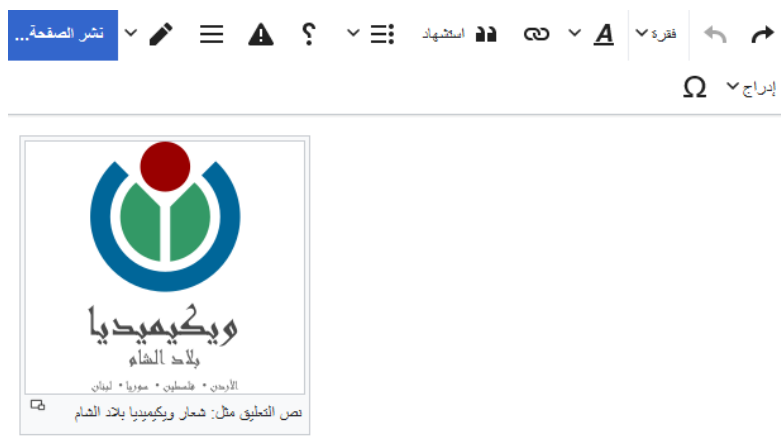 فقرة A استشهاد ؟ نشر الصفحة...
إدراج Ω
ويكيميديا
بلاد الشام
الأردن • فلسطين • سوريا • لبنان
نص التعليق مثل: شعار ويكيميديا بلاد الشام